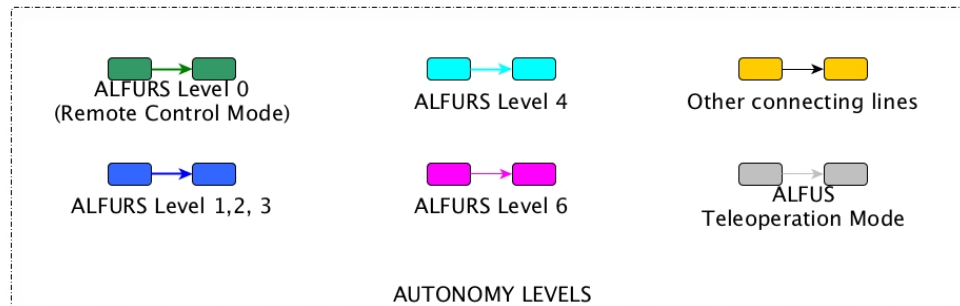 ALFURS Level 0
(Remote Control Mode)
ALFURS Level 4
Other connecting lines
ALFURS Level 1,2, 3
ALFURS Level 6
ALFUS
Teleoperation Mode
AUTONOMY LEVELS